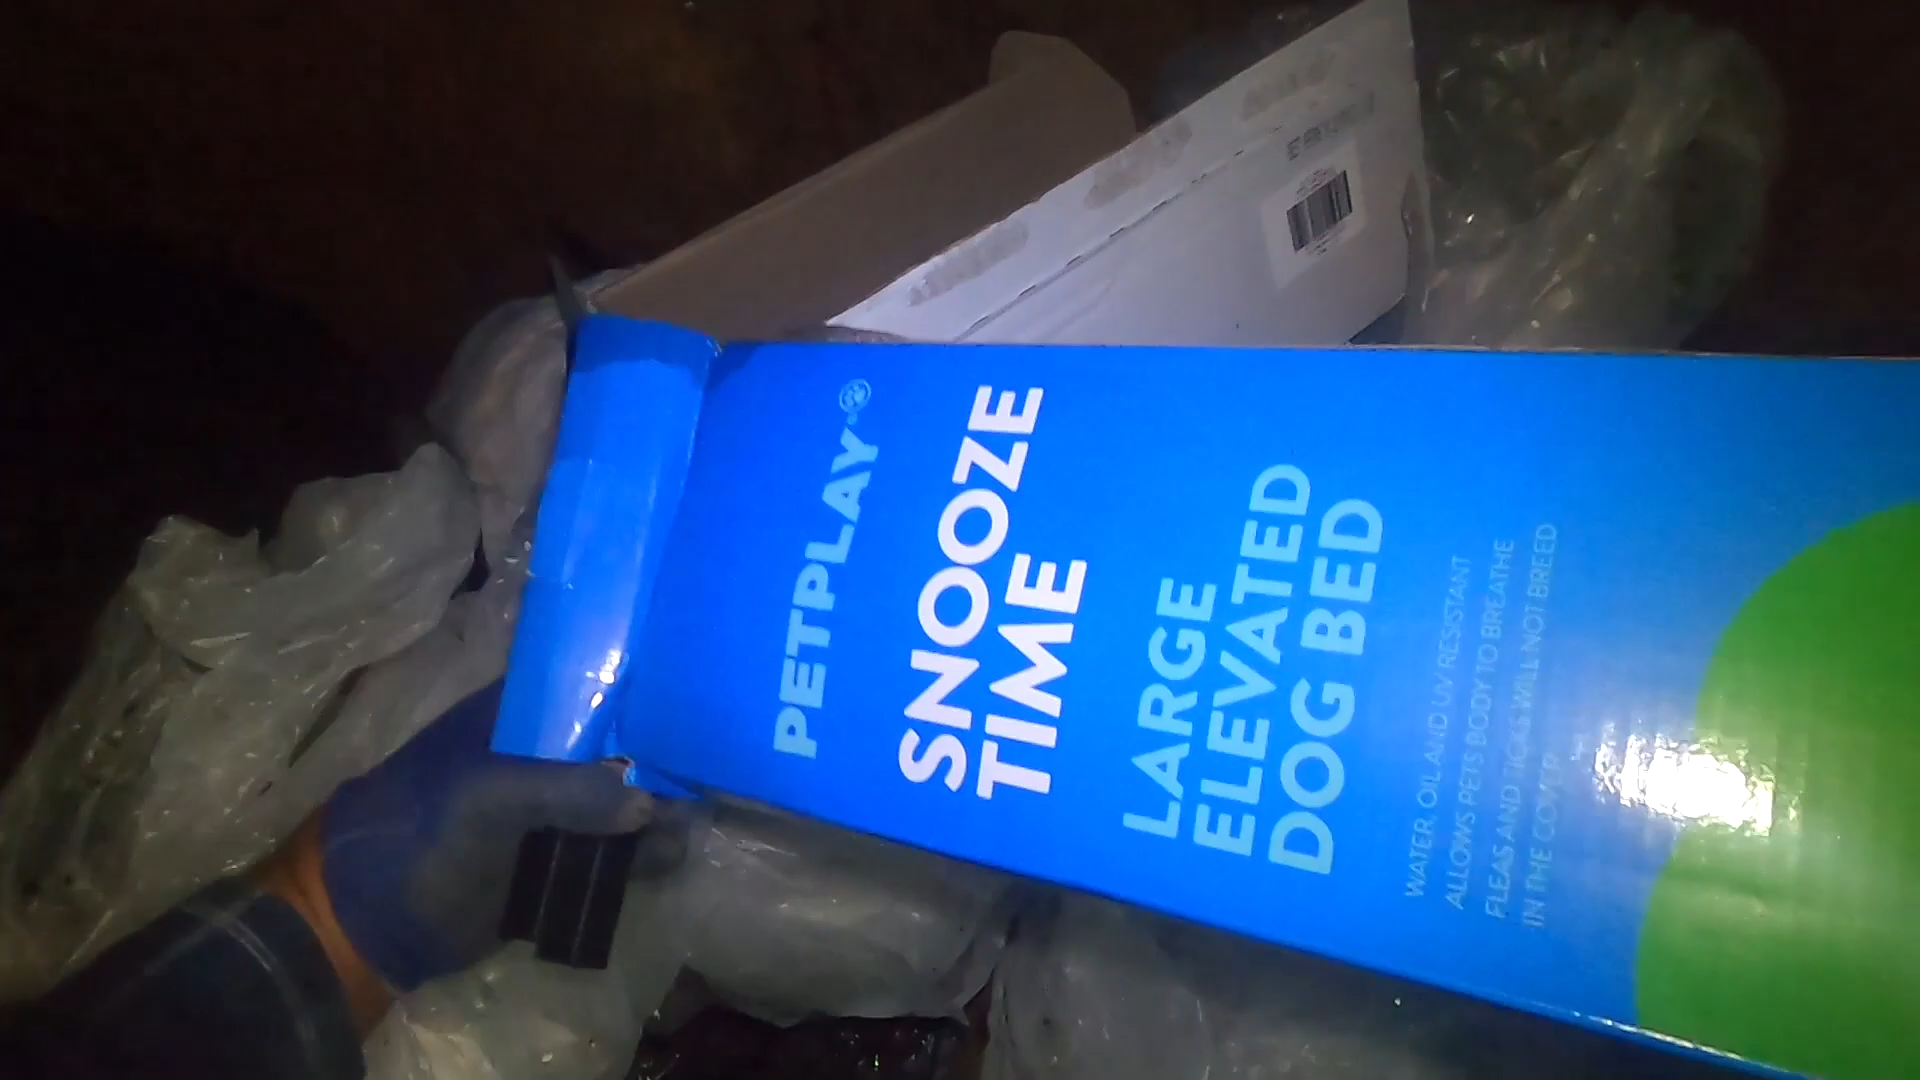 PETPLAY
SNOOZE
TIME
LARGE
ELEVATED
DOG BED
WATER, OIL AND UV RESISTANT
ALLOWS PETS BODY TO BREATHE
FLEAS AND TICKS WILL NOT BREED
IN THE COVER